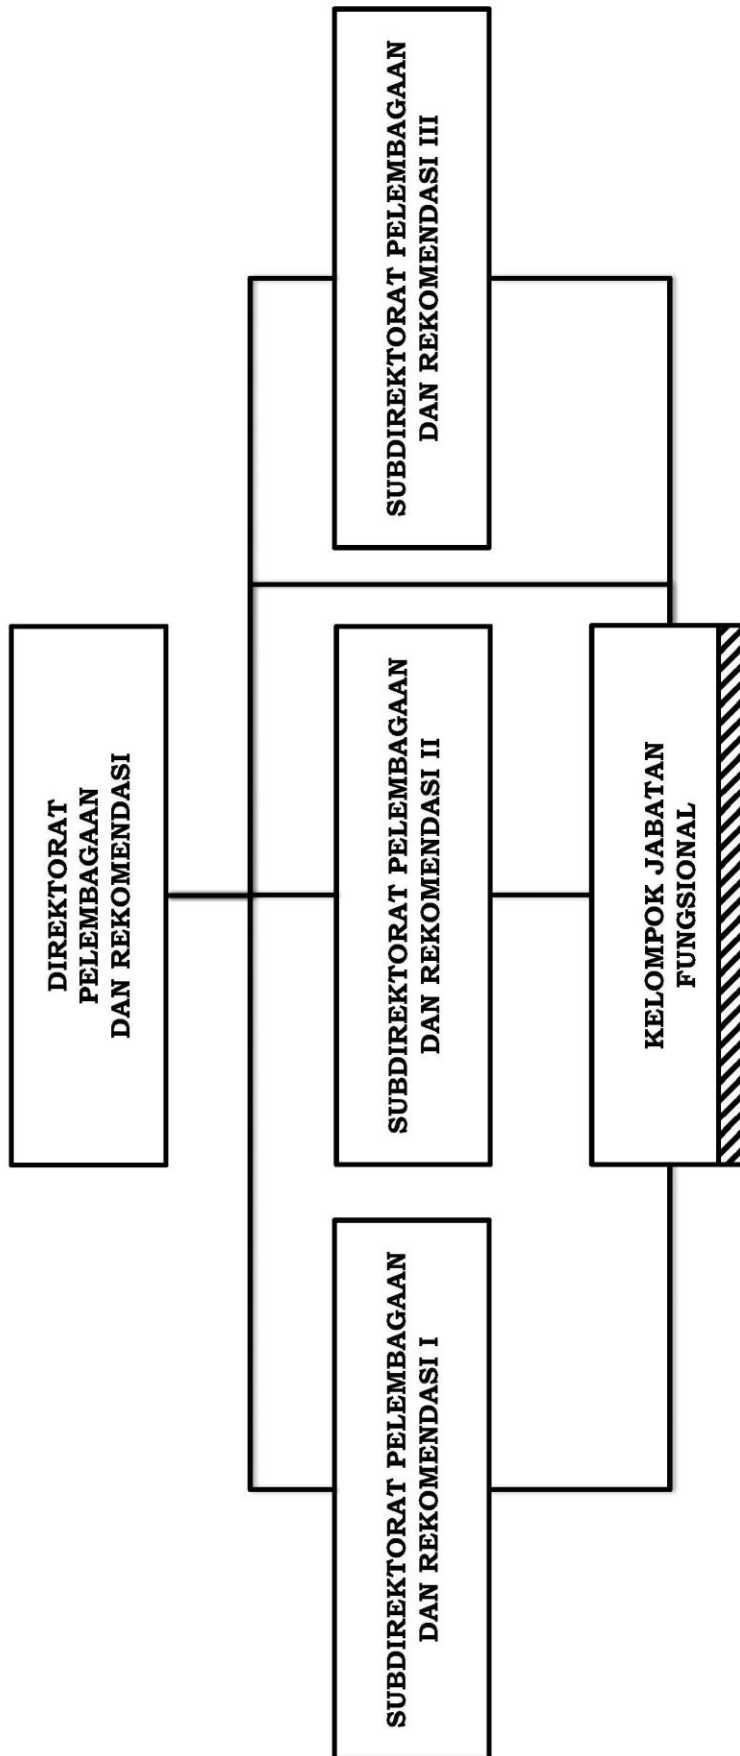 DIREKTORAT
PELEMBAGAAN
DAN REKOMENDASI
SUBDIREKTORAT PELEMBAGAAN
DAN REKOMENDASI I
SUBDIREKTORAT PELEMBAGAAN
DAN REKOMENDASI II
SUBDIREKTORAT PELEMBAGAAN
DAN REKOMENDASI III
KELOMPOK JABATAN
FUNGSIONAL